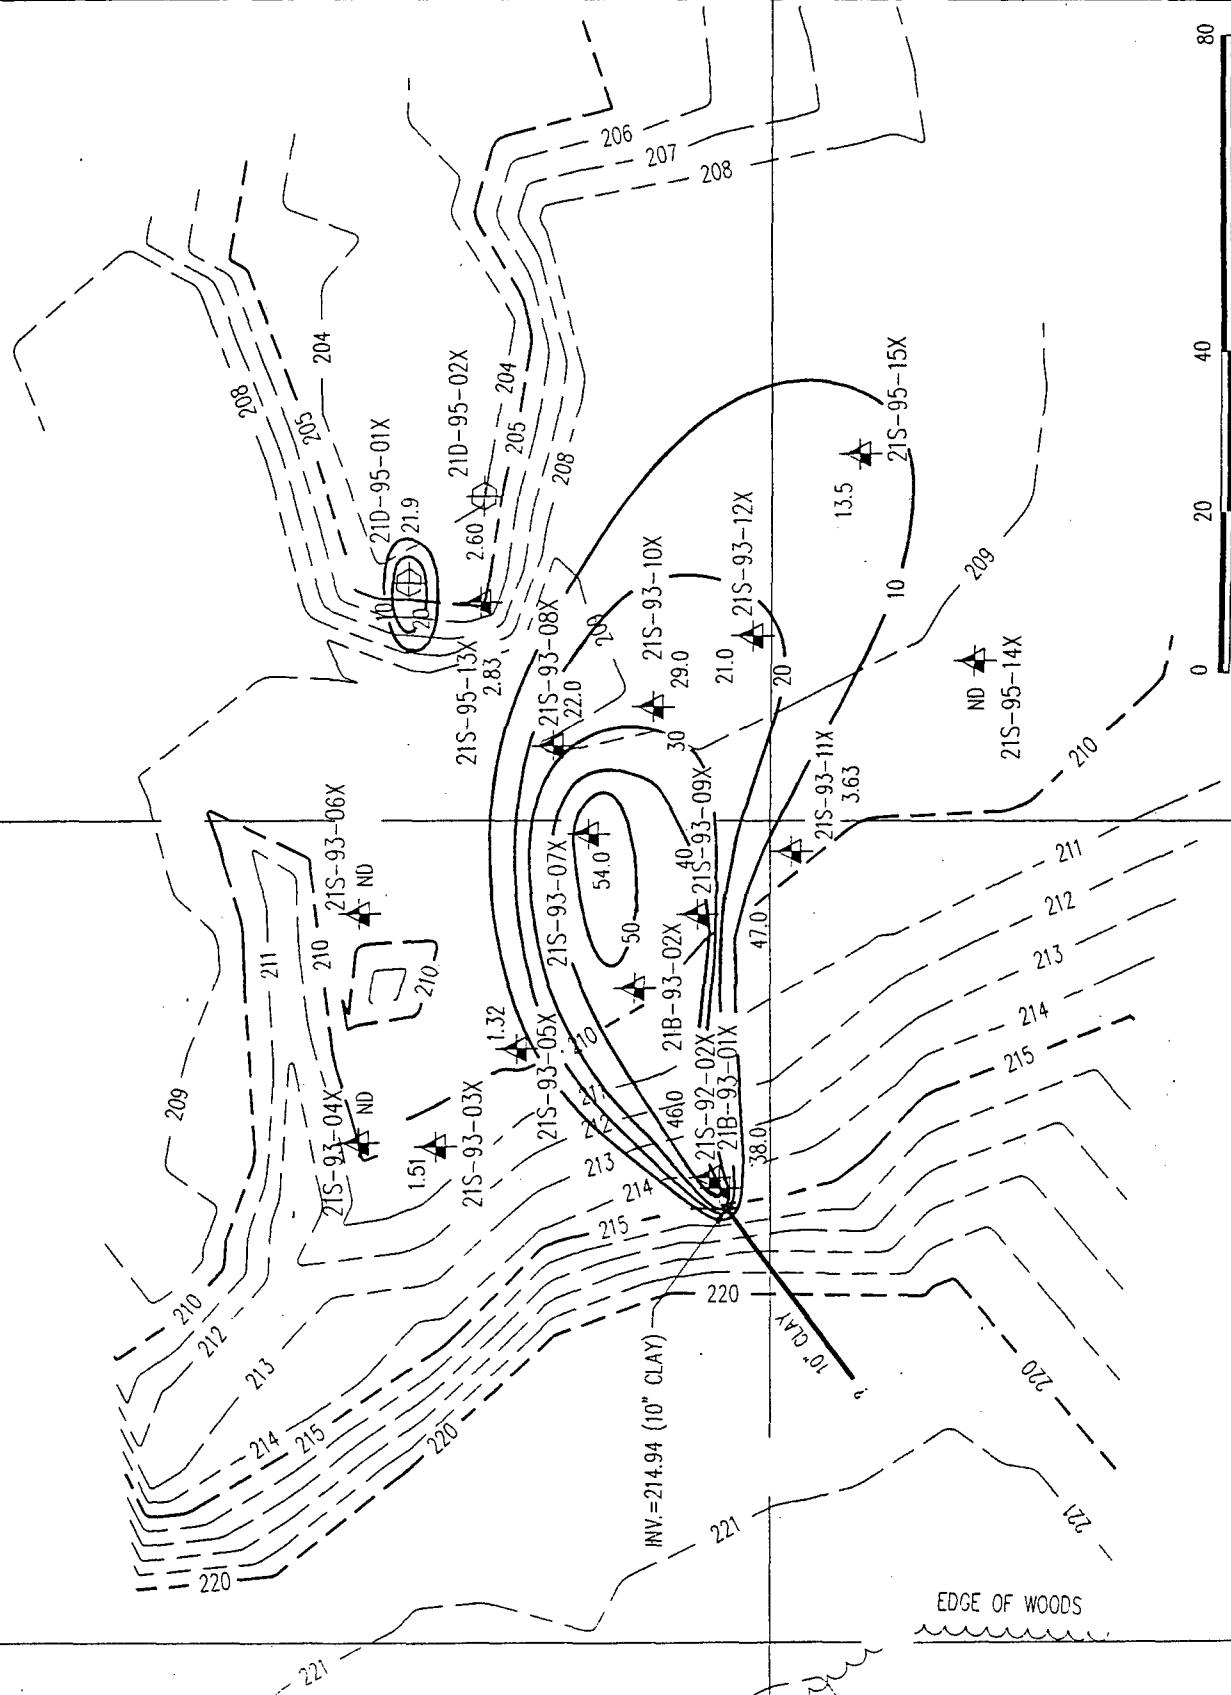 80
40
20
0
206
207
208
204
208
205
21D-95-01X
21.9
21D-95-02X
204
205
208
2.60
10
20
21S-95-15X
13.5
21S-93-12X
21.0
21S-93-10X
29.0
209
10
209
20
ND
21S-95-14X
21S-95-13X
2.83
21S-93-08X
22.0
30
210
21S-93-11X
3.63
21S-93-06X
ND
21S-93-07X
54.0
40
21S-93-09X
47.0
50
211
212
213
214
215
211
210
210
21B-93-02X
1.32
21S-93-05X
210
209
21S-93-04X
ND
1.51
21S-93-03X
211
212
213
214
215
46.0
21S-92-02X
21B-93-01X
38.0
210
212
213
214
215
220
220
220
220
10" CLAY
?
INV.=214.94 (10" CLAY)
221
221
221
EDGE OF WOODS